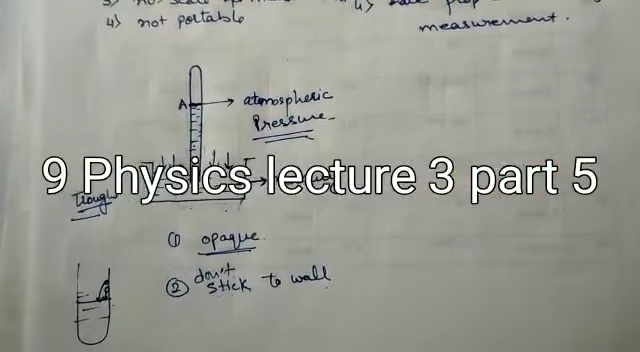 4) not portable
measurement.
A
atmospheric
Pressure
9 Physics lecture 3 part 5
Trough
① opaque
② don't
stick to wall